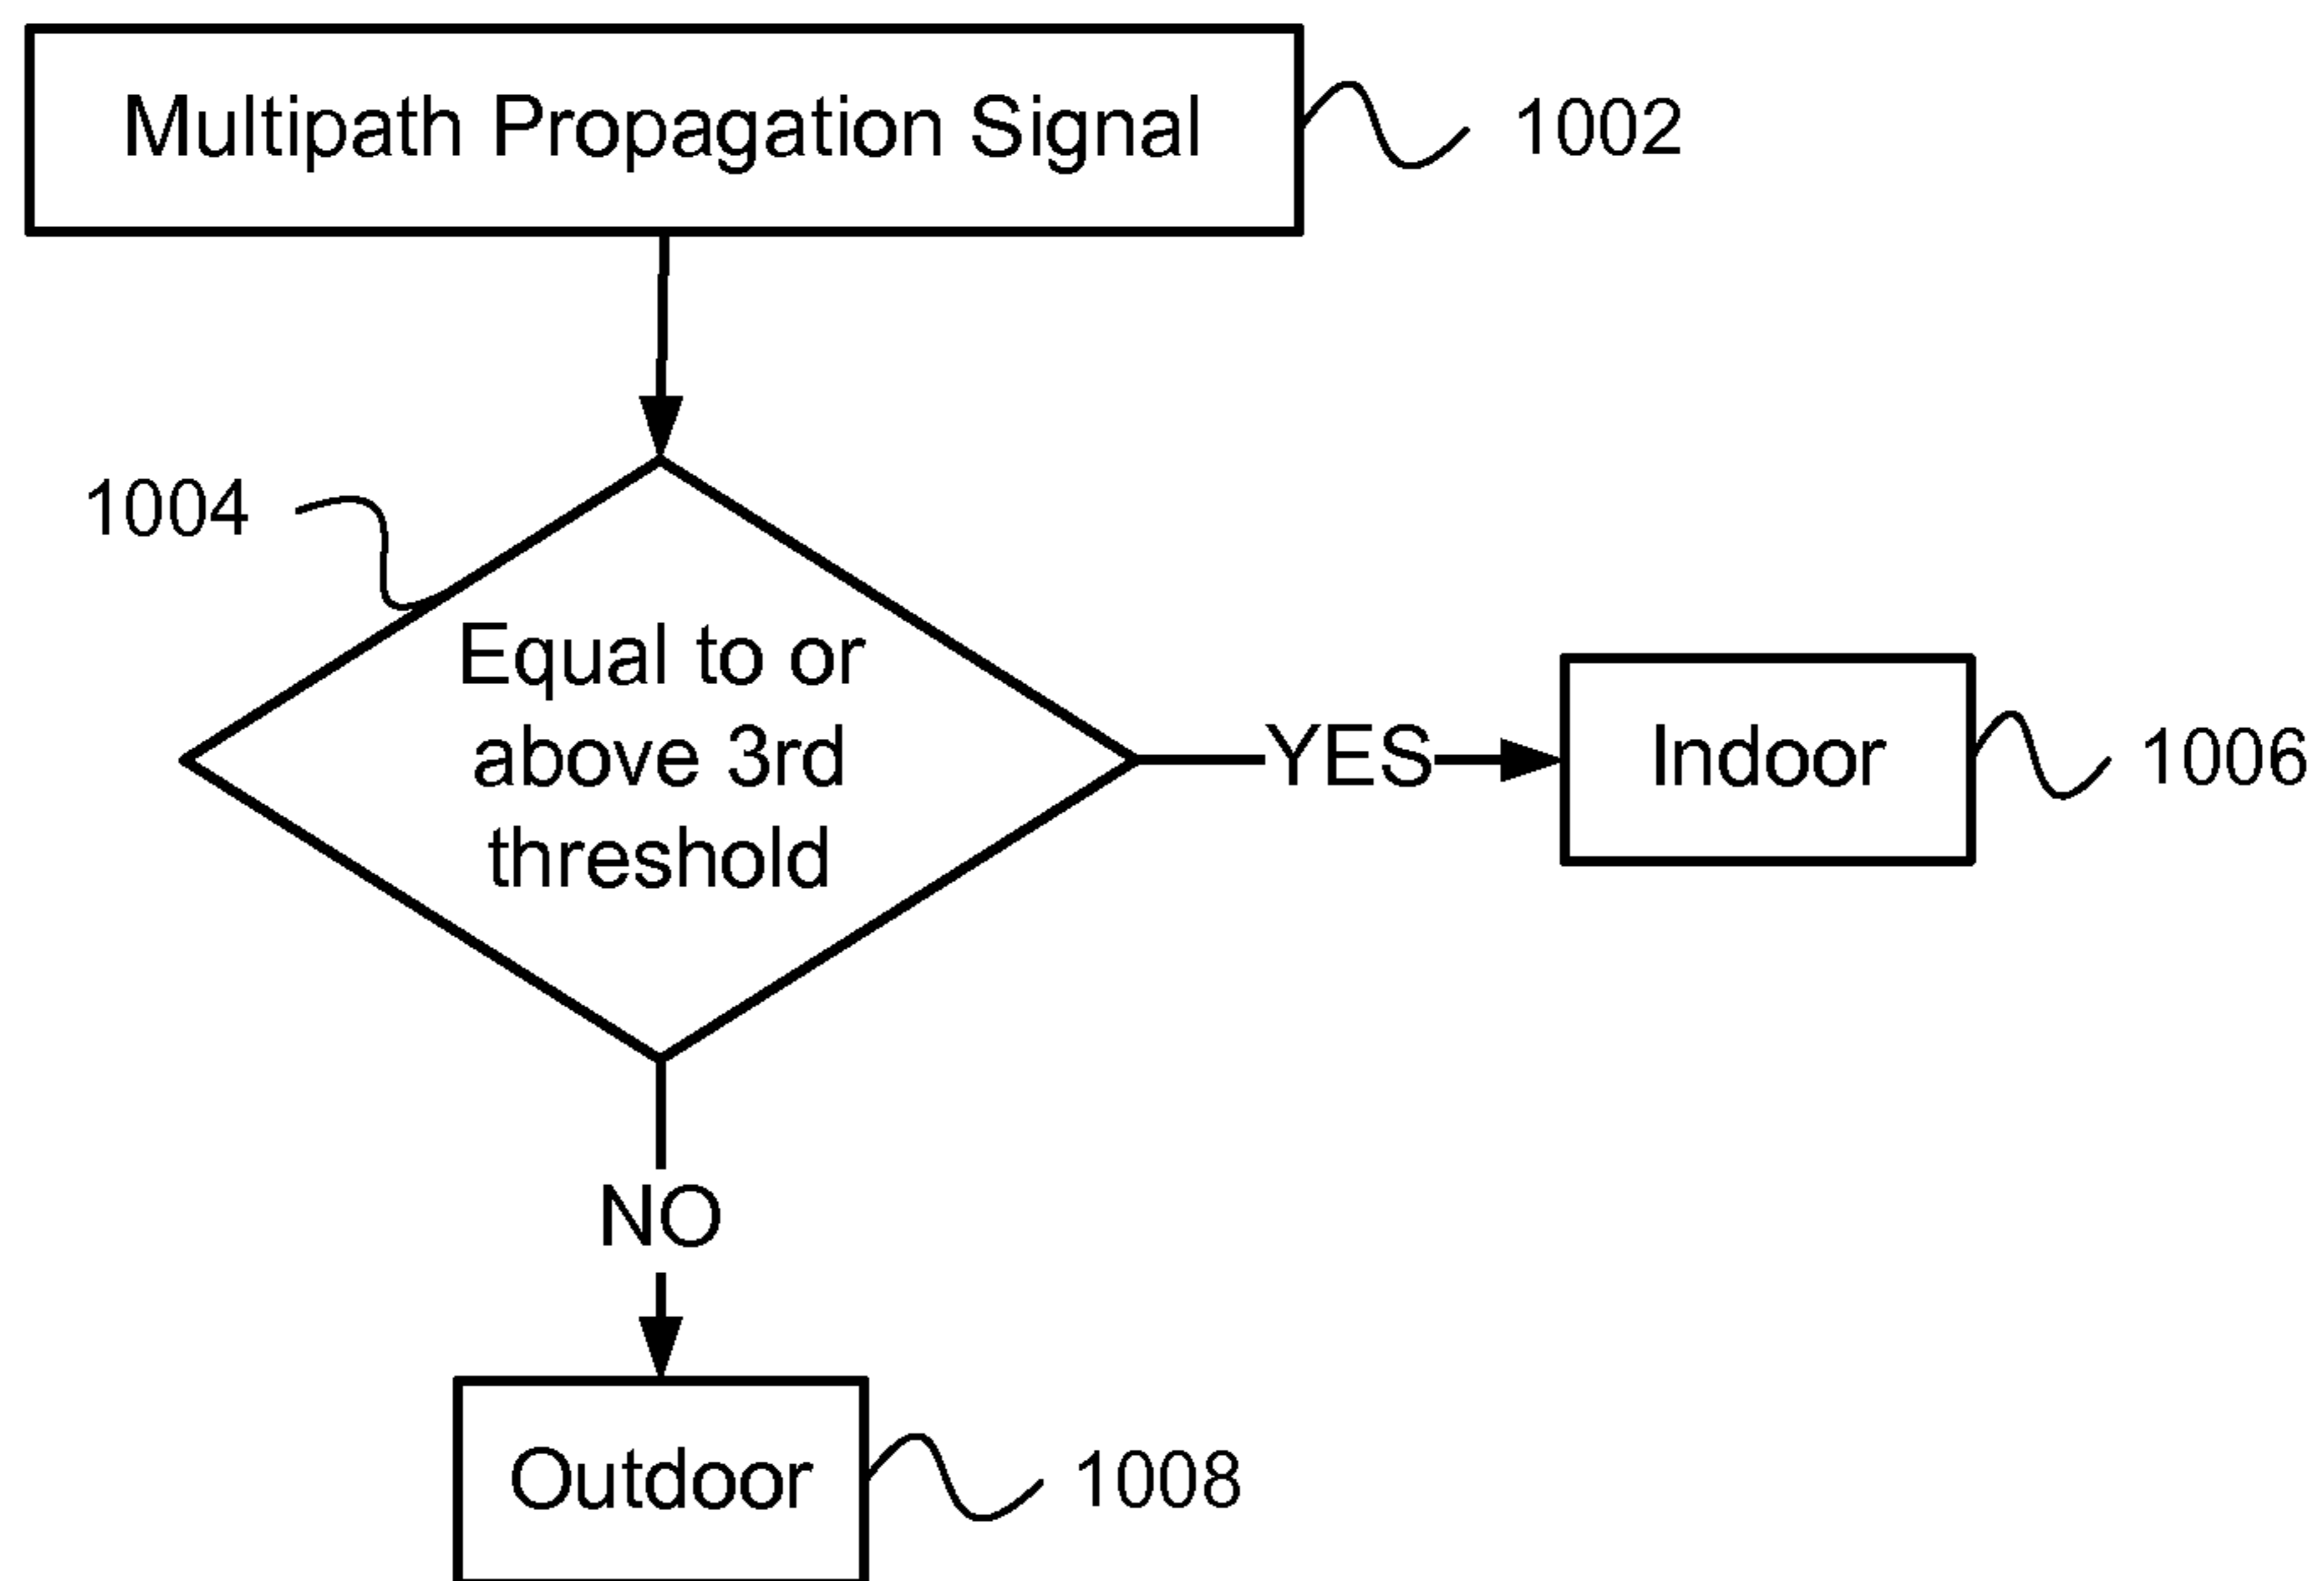 Multipath Propagation Signal
1002
1004
Equal to or
above 3rd
threshold
YES
Indoor
1006
NO
Outdoor
1008